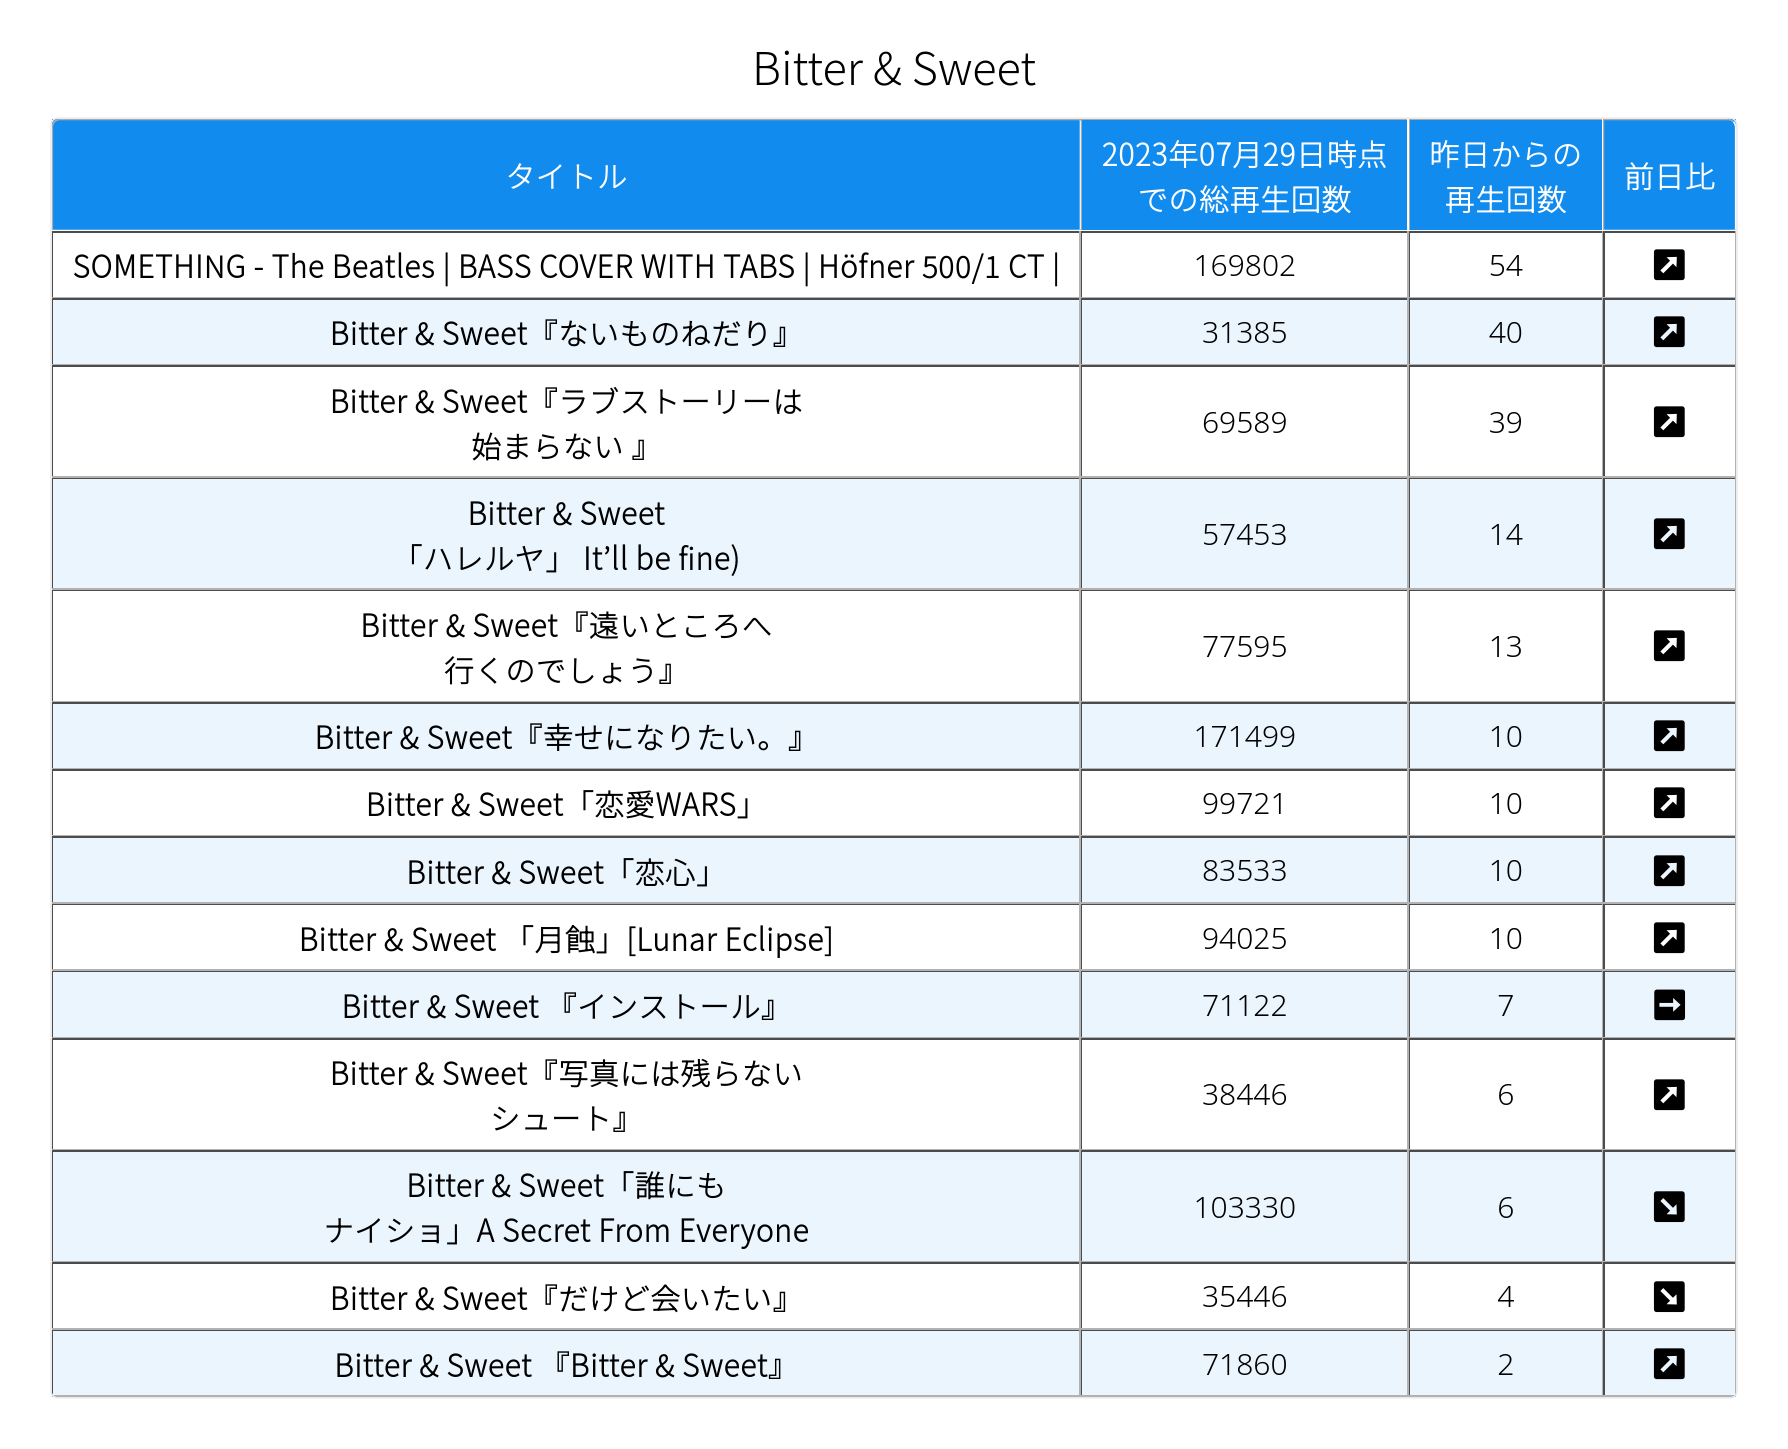 Bitter & Sweet
タイトル
2023年07月29日時点
での総再生回数
昨日からの
再生回数
前日比
SOMETHING - The Beatles | BASS COVER WITH TABS | Höfner 500/1 CT |
169802
54
Bitter & Sweet『ないものねだり』
31385
40
Bitter & Sweet『ラブストーリーは
始まらない 』
69589
39
Bitter & Sweet
「ハレルヤ」 It’ll be fine)
57453
14
Bitter & Sweet『遠いところへ
行くのでしょう』
77595
13
Bitter & Sweet『幸せになりたい。』
171499
10
Bitter & Sweet「恋愛WARS」
99721
10
Bitter & Sweet「恋心」
83533
10
Bitter & Sweet 「月蝕」[Lunar Eclipse]
94025
10
Bitter & Sweet 『インストール』
71122
7
Bitter & Sweet『写真には残らない
シュート』
38446
6
Bitter & Sweet「誰にも
ナイショ」A Secret From Everyone
103330
6
Bitter & Sweet『だけど会いたい』
35446
4
Bitter & Sweet 『Bitter & Sweet』
71860
2